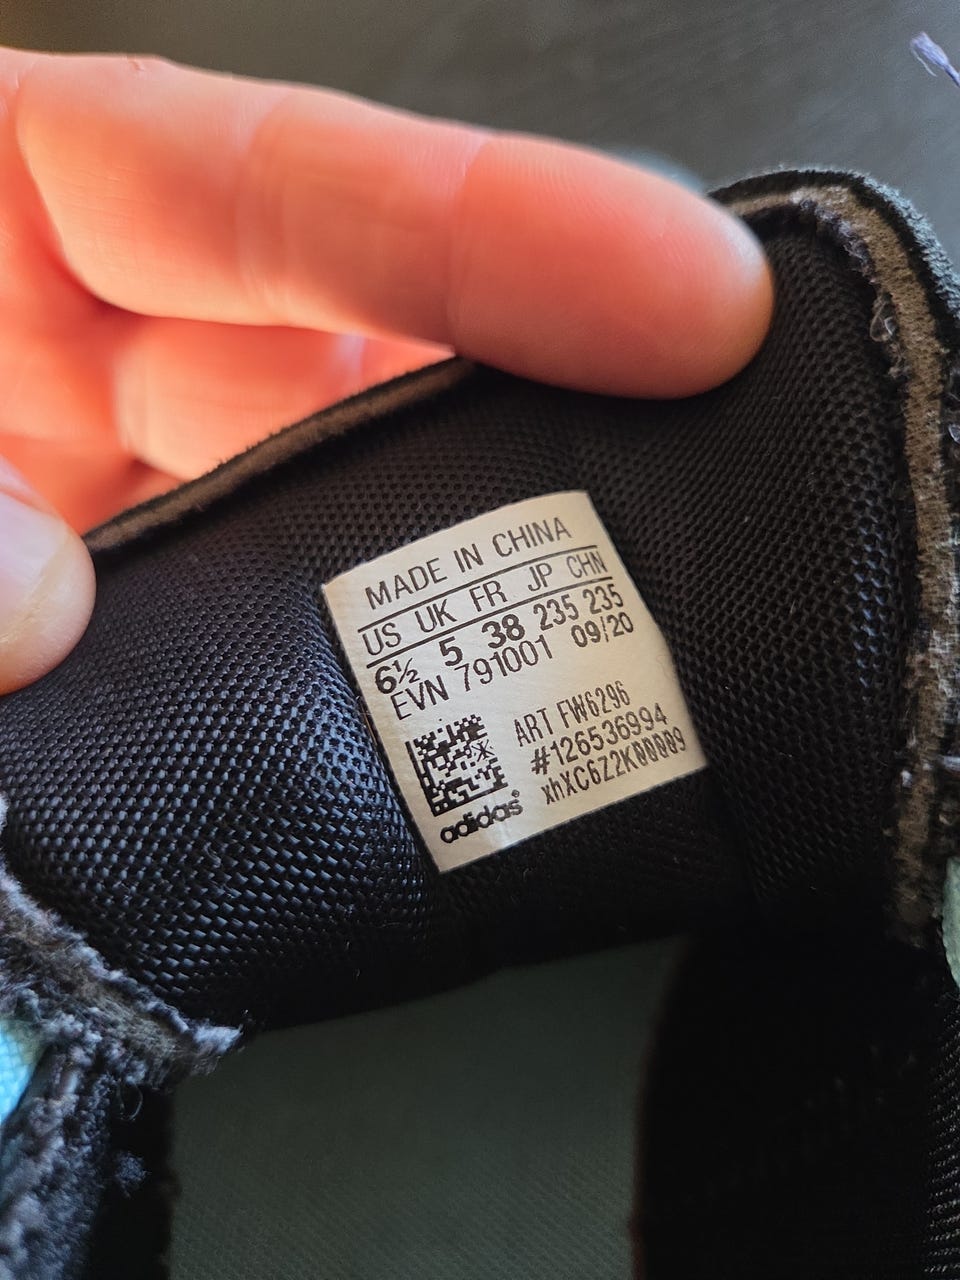 MADE IN CHINA
US UK FR JP CHN
6½ 5 38 235 235
EVN 791001 09/20
ART FW6296
#126536994
xhXC6Z2K00009
adidas®